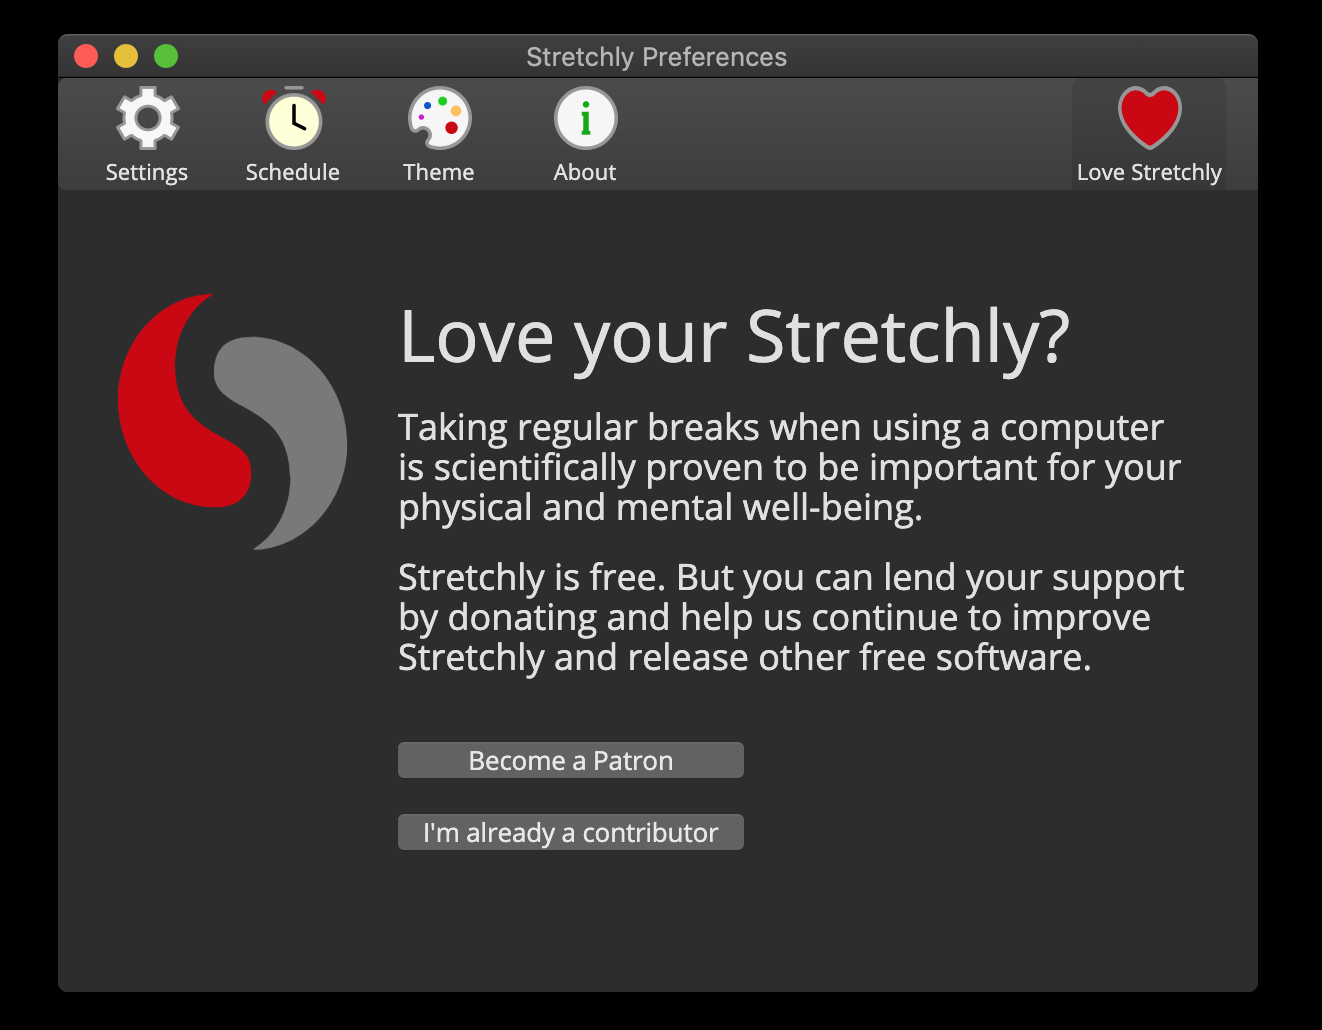 Stretchly Preferences
Settings
Schedule
Theme
About
Love Stretchly
Love your Stretchly?
Taking regular breaks when using a computer
is scientifically proven to be important for your
physical and mental well-being.
Stretchly is free. But you can lend your support
by donating and help us continue to improve
Stretchly and release other free software.
Become a Patron
I'm already a contributor